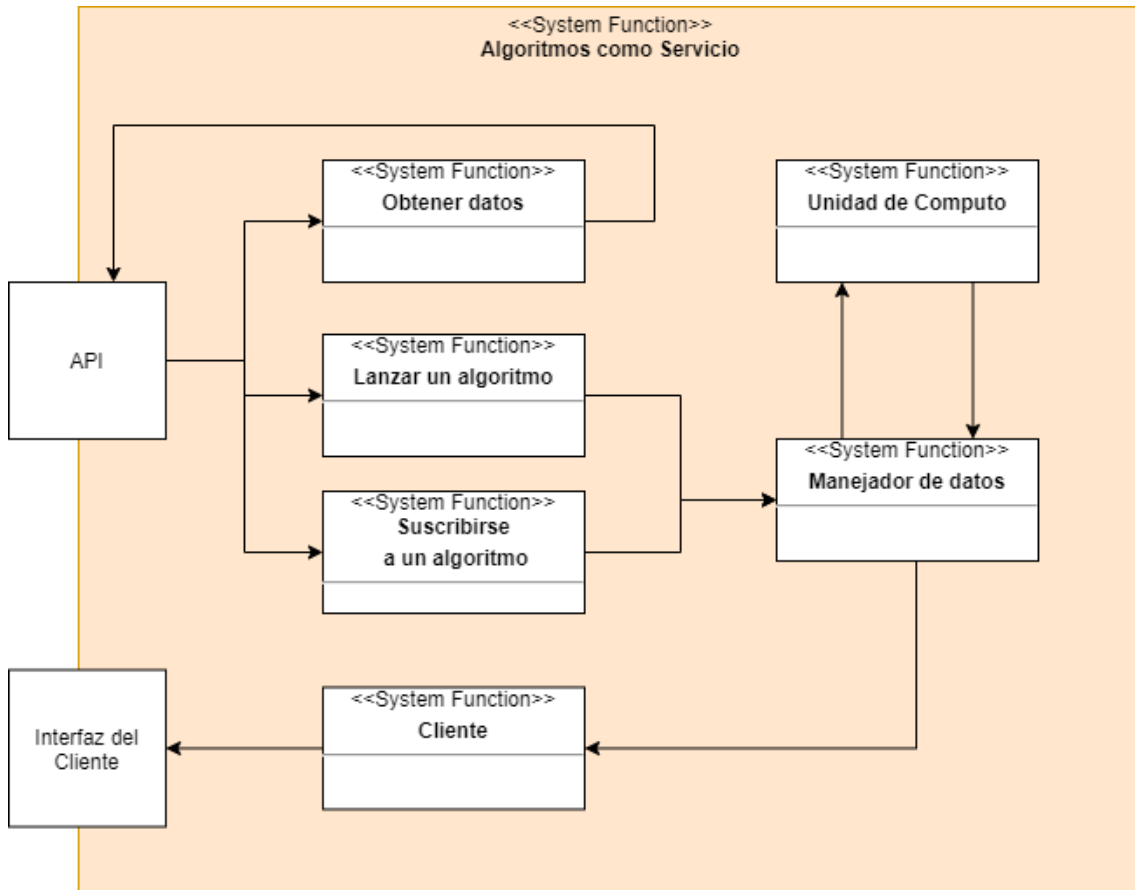 <<System Function>>
Algoritmos como Servicio
<<System Function>>
Obtener datos
<<System Function>>
Unidad de Computo
API
<<System Function>>
Lanzar un algoritmo
<<System Function>>
Manejador de datos
<<System Function>>
Suscribirse
a un algoritmo
<<System Function>>
Cliente
Interfaz del
Cliente